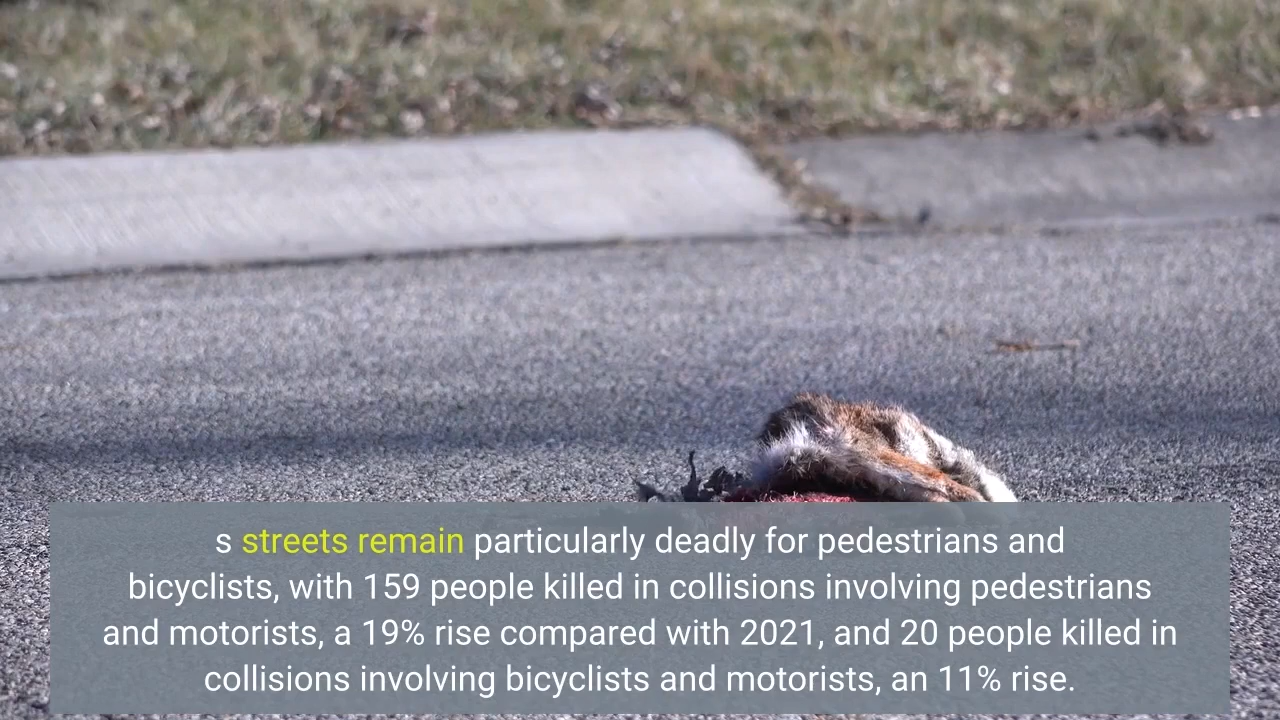 s streets remain particularly deadly for pedestrians and
bicyclists, with 159 people killed in collisions involving pedestrians
and motorists, a 19% rise compared with 2021, and 20 people killed in
collisions involving bicyclists and motorists, an 11% rise.